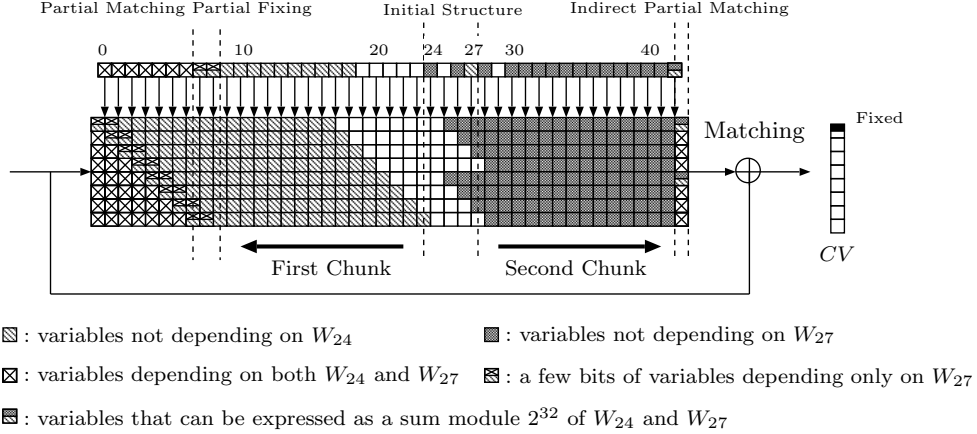 Partial Matching Partial Fixing Initial Structure Indirect Partial Matching
0 10 20 24 27 30 40
Fixed
Matching
First Chunk Second Chunk
CV
: variables not depending on W24 : variables not depending on W27
: variables depending on both W24 and W27 : a few bits of variables depending only on W27
: variables that can be expressed as a sum module 2^32 of W24 and W27